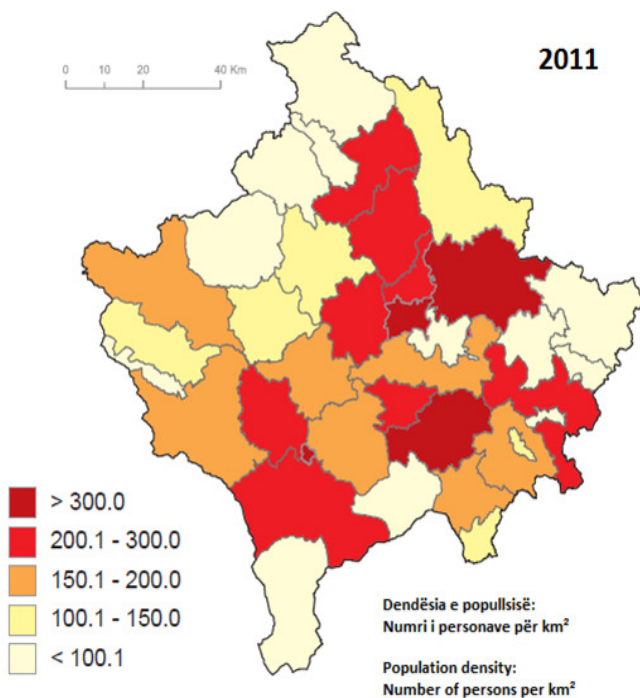 2011
0 10 20 40 Km
> 300.0
200.1 - 300.0
150.1 - 200.0
100.1 - 150.0
< 100.1
Dendësia e popullsisë:
Numri i personave për km²
Population density:
Number of persons per km²